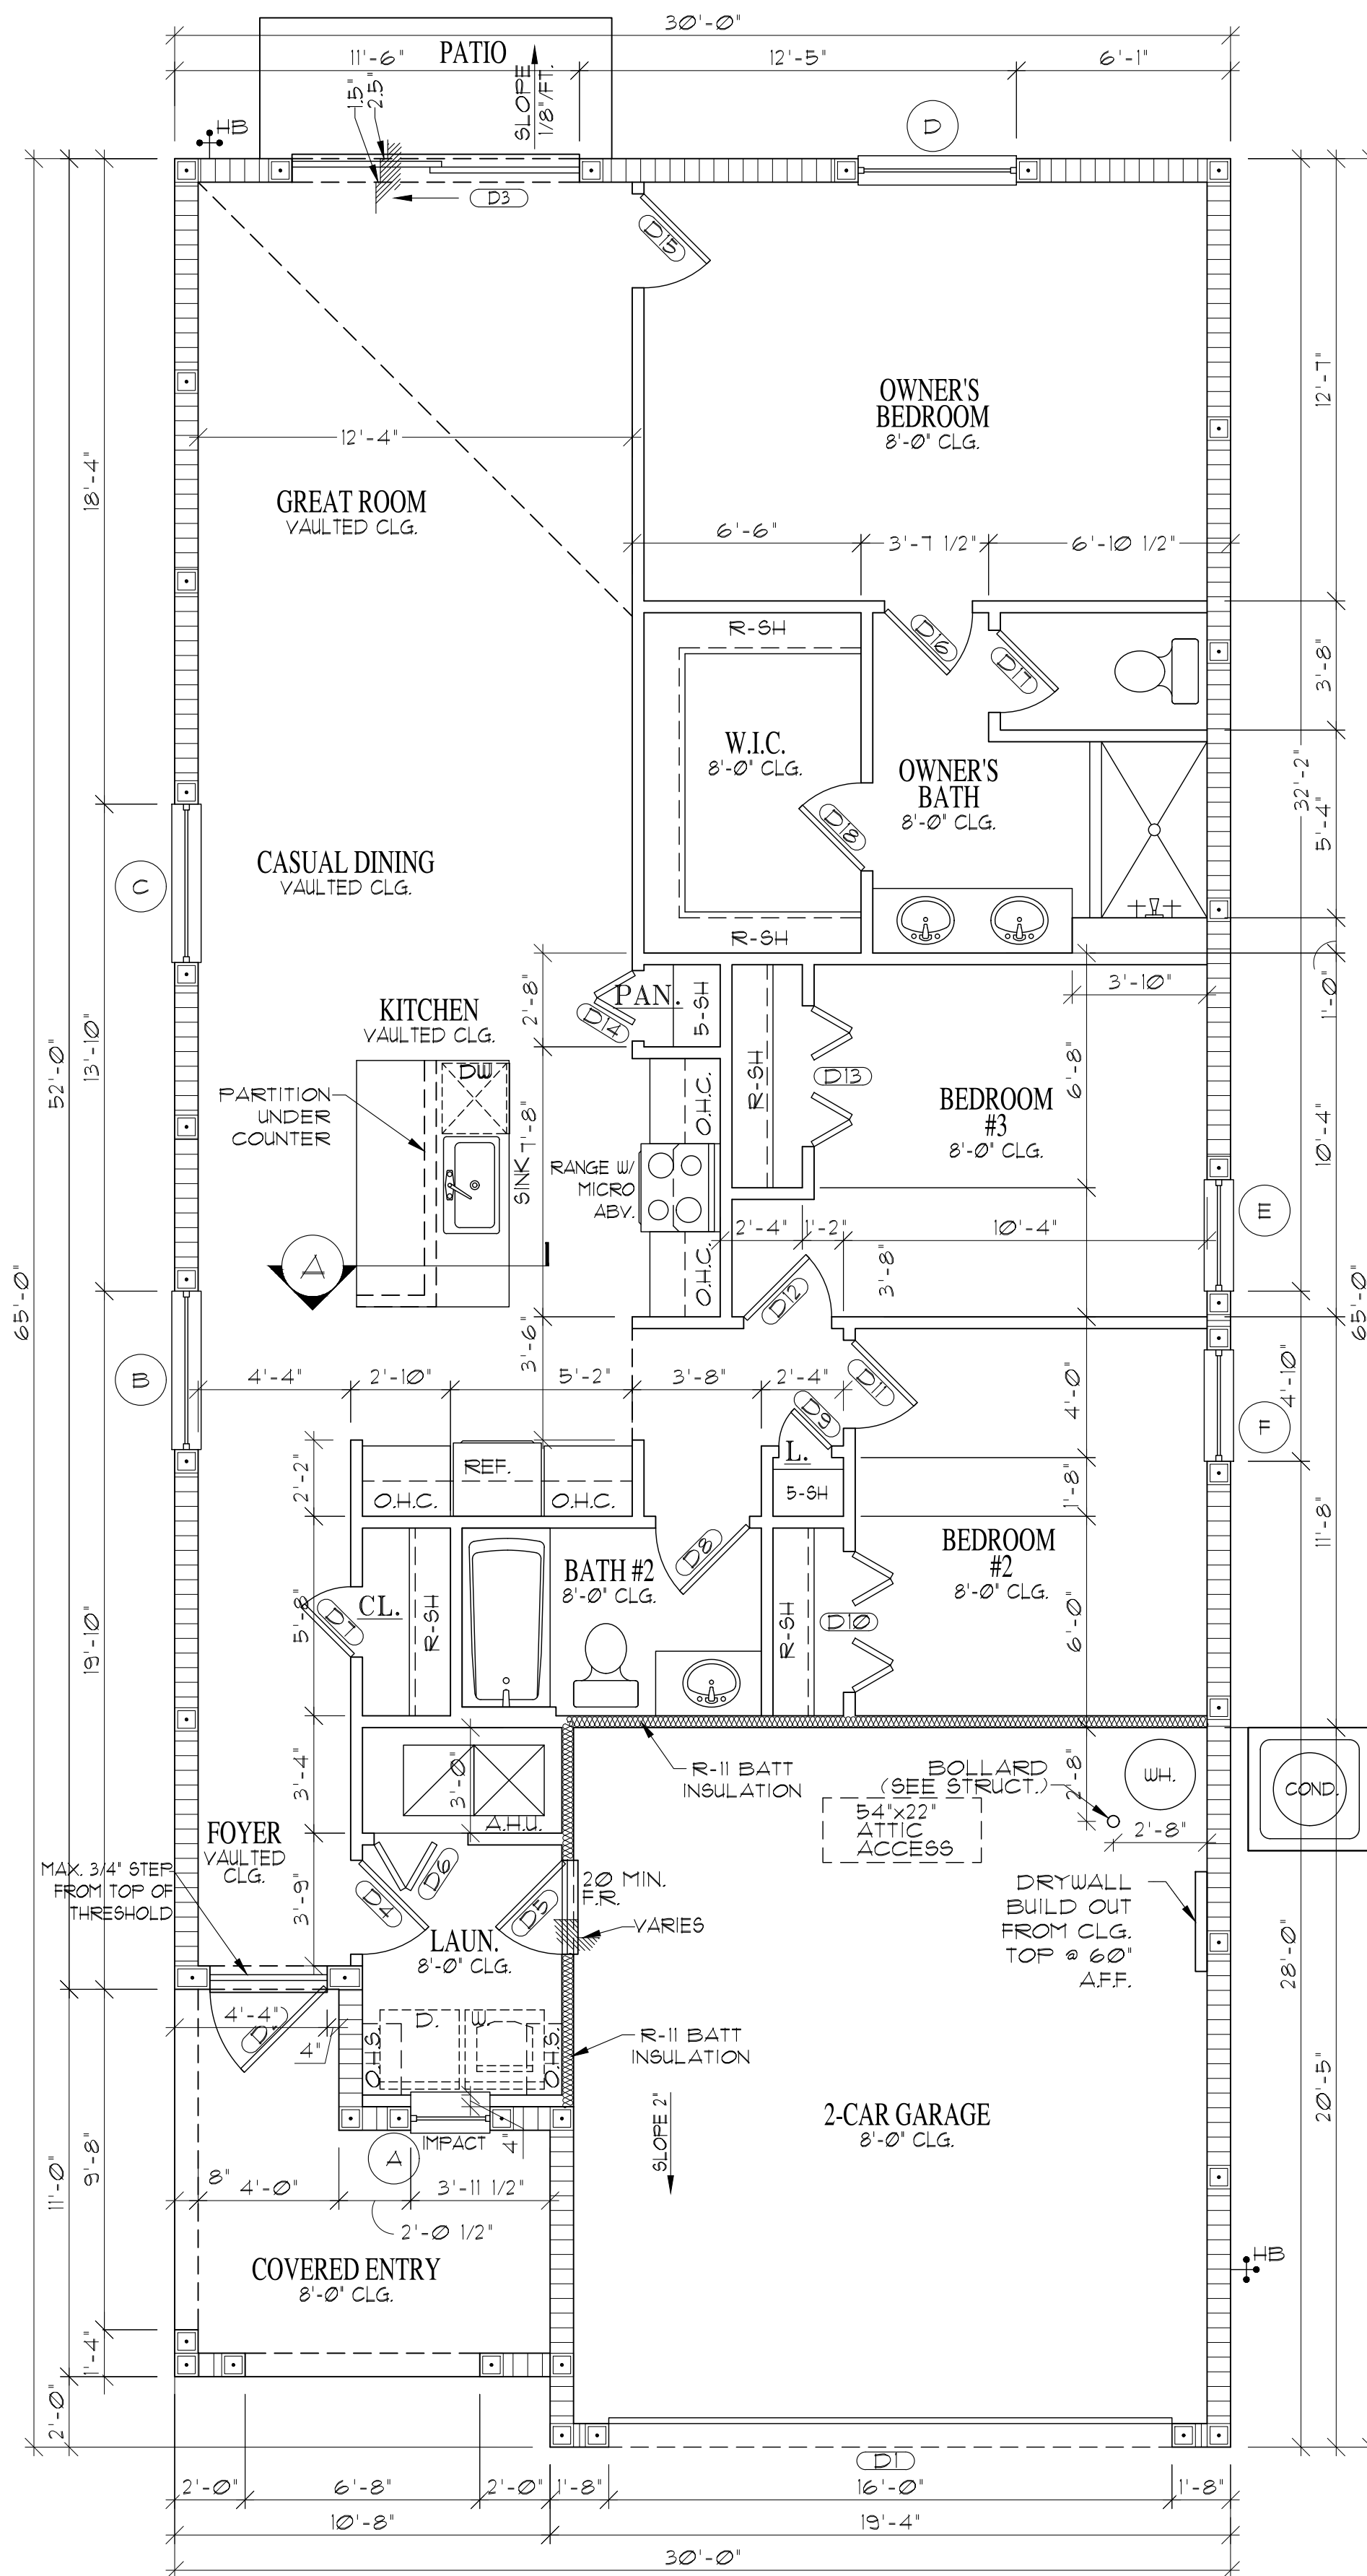 30'-0"
11'-6"
PATIO
12'-5"
6'-1"
1.5"
2.5"
SLOPE
1/8"/FT.
HB
D
D3
D15
OWNER'S
BEDROOM
8'-0" CLG.
12'-7"
12'-4"
18'-4"
GREAT ROOM
VAULTED CLG.
6'-6"
3'-7 1/2"
6'-10 1/2"
R-SH
D16
D17
3'-8"
W.I.C.
8'-0" CLG.
OWNER'S
BATH
8'-0" CLG.
32'-2"
5'-4"
D18
CASUAL DINING
VAULTED CLG.
C
R-SH
3'-10"
1'-0"
PAN.
5-SH
D14
2'-8"
KITCHEN
VAULTED CLG.
52'-0"
13'-10"
DW
PARTITION
UNDER
COUNTER
SINK
7'-8"
O.H.C.
R-SH
D13
6'-8"
BEDROOM
#3
8'-0" CLG.
10'-4"
RANGE W/
MICRO
ABV.
E
2'-4"
1'-2"
10'-4"
A
O.H.C.
3'-8"
D12
65'-0"
65'-0"
B
3'-6"
4'-4"
2'-10"
5'-2"
3'-8"
2'-4"
D11
D9
4'-0"
4'-10"
F
2'-2"
REF.
O.H.C.
O.H.C.
L.
5-SH
1'-8"
11'-8"
BATH #2
8'-0" CLG.
D8
BEDROOM
#2
8'-0" CLG.
19'-10"
5'-8"
D7
CL.
R-SH
R-SH
D10
6'-0"
R-11 BATT
INSULATION
BOLLARD
(SEE STRUCT.)
2'-8"
WH.
COND.
3'-4"
3'-0"
A.H.U.
54"x22"
ATTIC
ACCESS
2'-8"
FOYER
VAULTED
CLG.
MAX. 3/4" STEP
FROM TOP OF
THRESHOLD
3'-9"
D4
D6
D5
20 MIN.
F.R.
VARIES
DRYWALL
BUILD OUT
FROM CLG.
TOP @ 60"
A.F.F.
LAUN.
8'-0" CLG.
28'-0"
4'-4"
4"
D.
W.
O.H.S.
O.H.S.
R-11 BATT
INSULATION
20'-5"
SLOPE 2"
2-CAR GARAGE
8'-0" CLG.
A
IMPACT
4"
11'-0"
9'-8"
8"
4'-0"
3'-11 1/2"
2'-0 1/2"
COVERED ENTRY
8'-0" CLG.
HB
1'-4"
2'-0"
D1
2'-0"
6'-8"
2'-0"
1'-8"
16'-0"
1'-8"
10'-8"
19'-4"
30'-0"